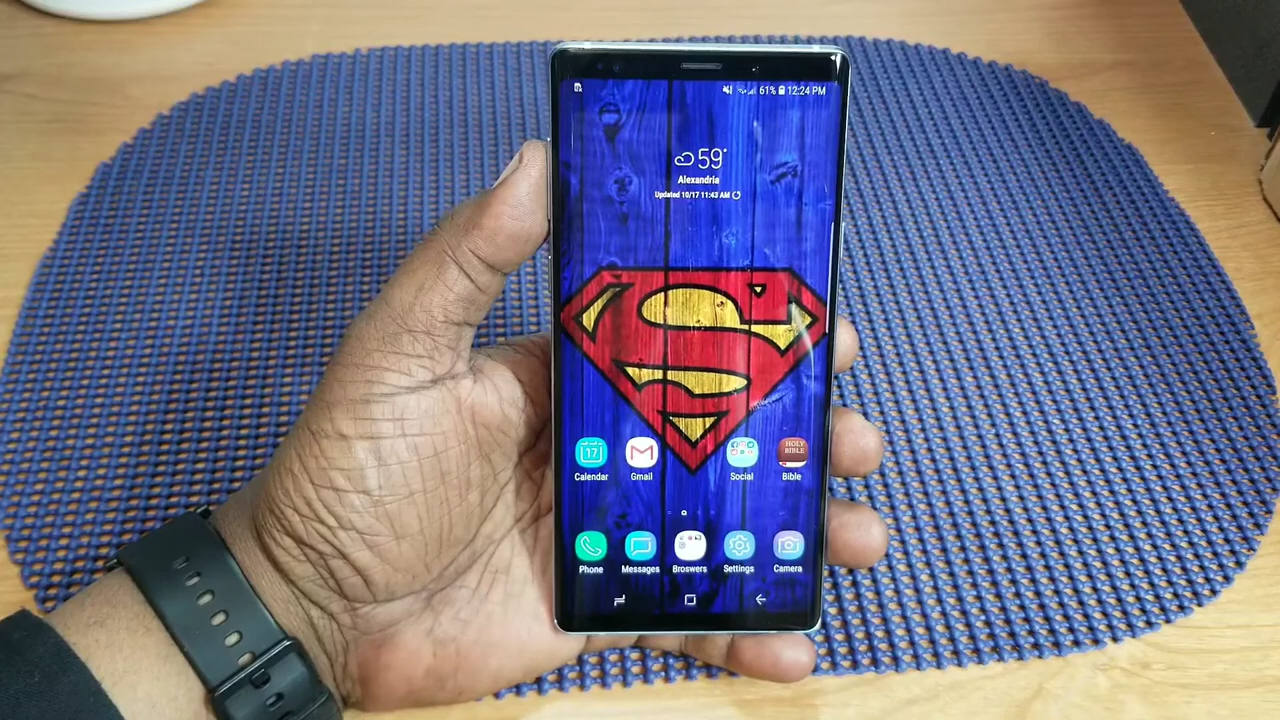 61% 12:24 PM
59°
Alexandria
Updated 10/17 11:43 AM
17
HOLY
BIBLE
Calendar Gmail Social Bible
Phone Messages Broswers Settings Camera